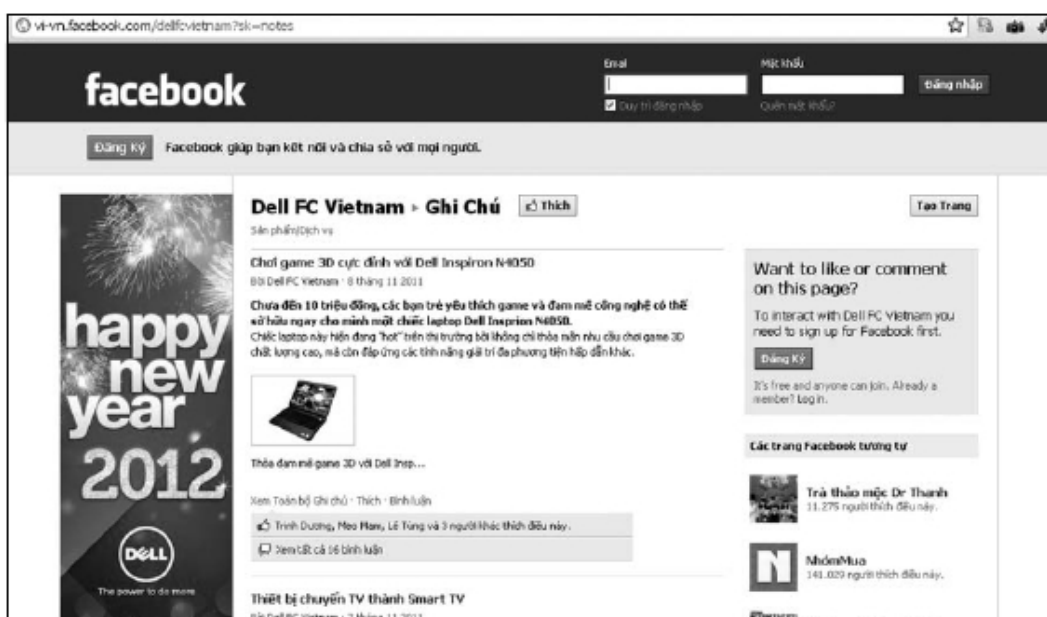 vi-vn.facebook.com/dellfcvietnam?sk=notes
facebook
Email
Mật khẩu
Đăng nhập
Duy trì đăng nhập
Quên mật khẩu?
Đăng Ký
Facebook giúp bạn kết nối và chia sẻ với mọi người.
happy
new
year
2012
DELL
The power to do more
Dell FC Vietnam ▸ Ghi Chú
Thích
Tạo Trang
Sản phẩm/Dịch vụ
Chơi game 3D cực đỉnh với Dell Inspiron N4050
Bởi Dell FC Vietnam · 8 tháng 11 2011
Chưa đến 10 triệu đồng, các bạn trẻ yêu thích game và đam mê công nghệ có thể
sở hữu ngay cho mình một chiếc laptop Dell Insprion N4050.
Chiếc laptop này hiện đang "hot" trên thị trường bởi không chỉ thỏa mãn nhu cầu chơi game 3D
chất lượng cao, mà còn đáp ứng các tính năng giải trí đa phương tiện hấp dẫn khác.
Thỏa đam mê game 3D với Dell Insp...
Xem Toàn bộ Ghi chú · Thích · Bình luận
Trinh Dương, Meo Mam, Lê Tùng và 3 người khác thích điều này.
Xem tất cả 16 bình luận
Thiết bị chuyển TV thành Smart TV
Bởi Dell FC Vietnam · 7 tháng 11 2011
Want to like or comment
on this page?
To interact with Dell FC Vietnam you
need to sign up for Facebook first.
Đăng Ký
It's free and anyone can join. Already a
member? Log in.
Các trang Facebook tương tự
Trà thảo mộc Dr Thanh
11.275 người thích điều này.
N
NhómMua
141.029 người thích điều này.